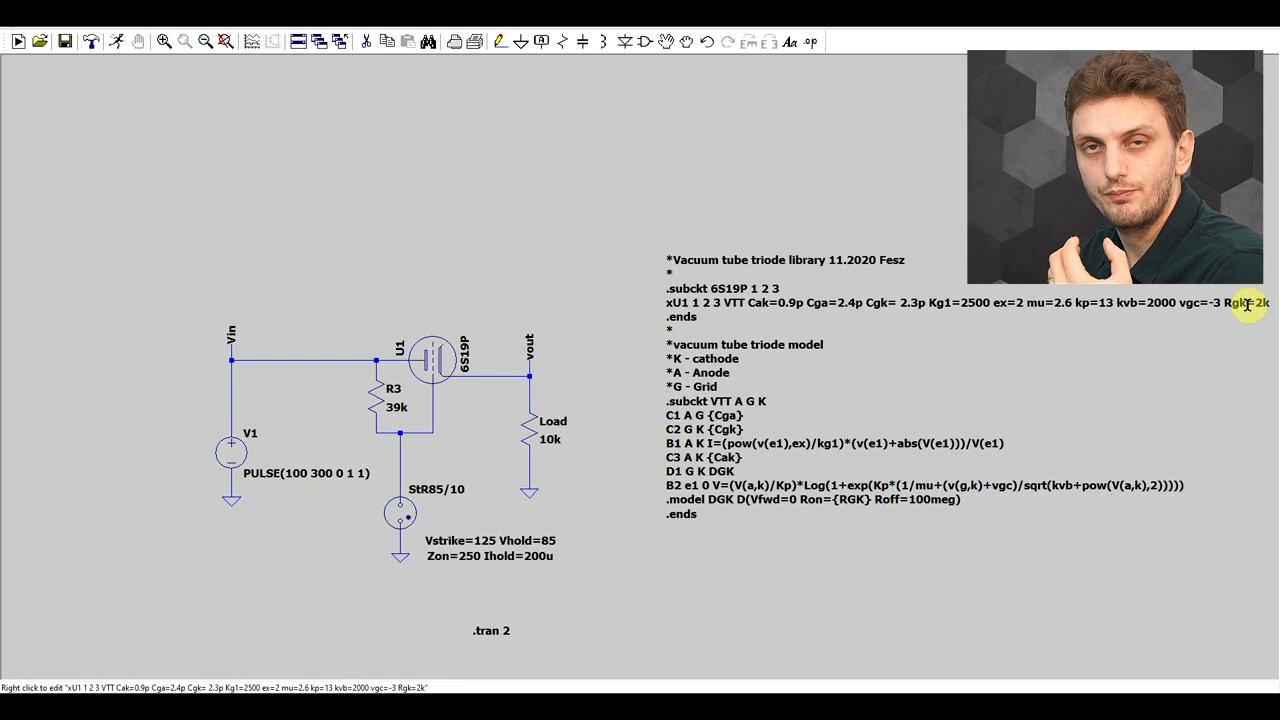 .op
*Vacuum tube triode library 11.2020 Fesz
*
.subckt 6S19P 1 2 3
xU1 1 2 3 VTT Cak=0.9p Cga=2.4p Cgk= 2.3p Kg1=2500 ex=2 mu=2.6 kp=13 kvb=2000 vgc=-3 Rgk=2k
.ends
*
*vacuum tube triode model
*K - cathode
*A - Anode
*G - Grid
.subckt VTT A G K
C1 A G {Cga}
C2 G K {Cgk}
B1 A K I=(pow(v(e1),ex)/kg1)*(v(e1)+abs(V(e1)))/V(e1)
C3 A K {Cak}
D1 G K DGK
B2 e1 0 V=(V(a,k)/Kp)*Log(1+exp(Kp*(1/mu+(v(g,k)+vgc)/sqrt(kvb+pow(V(a,k),2)))))
.model DGK D(Vfwd=0 Ron={RGK} Roff=100meg)
.ends
Vin
U1
6S19P
vout
R3
39k
Load
10k
V1
PULSE(100 300 0 1 1)
StR85/10
Vstrike=125 Vhold=85
Zon=250 Ihold=200u
.tran 2
Right click to edit "xU1 1 2 3 VTT Cak=0.9p Cga=2.4p Cgk= 2.3p Kg1=2500 ex=2 mu=2.6 kp=13 kvb=2000 vgc=-3 Rgk=2k"